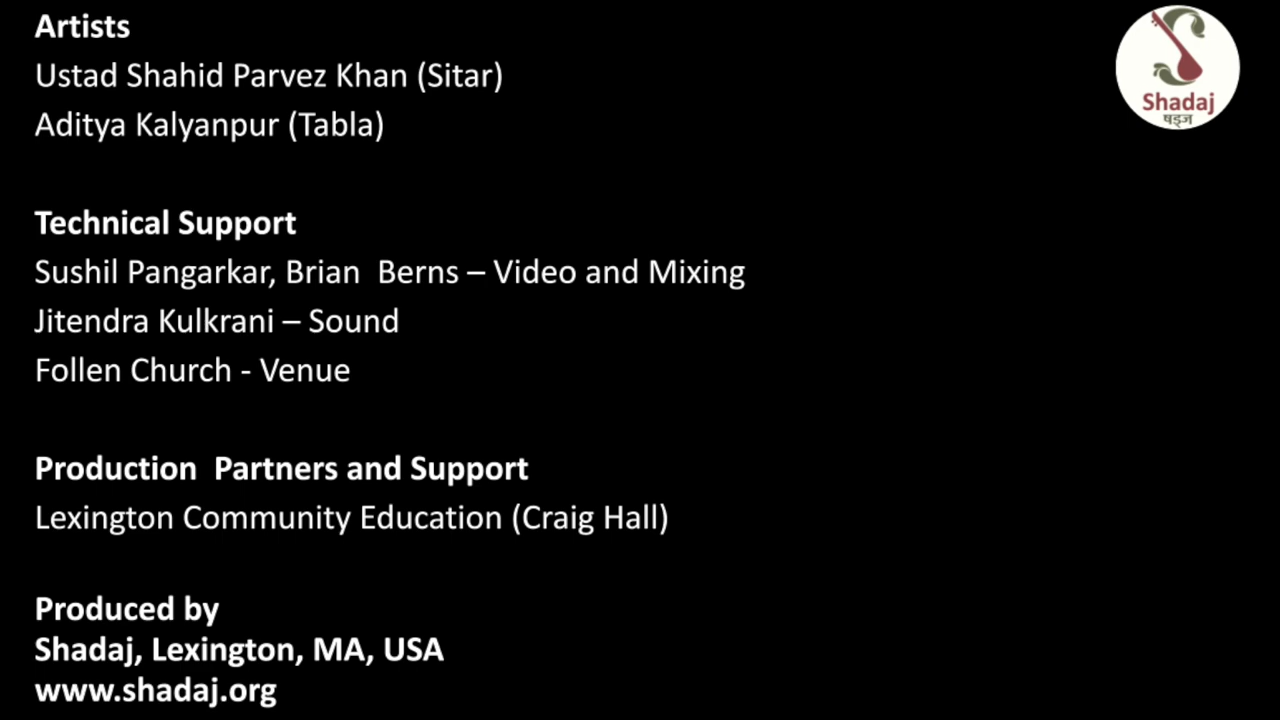 Artists
Ustad Shahid Parvez Khan (Sitar)
Aditya Kalyanpur (Tabla)
Shadaj
षड्ज
Technical Support
Sushil Pangarkar, Brian  Berns – Video and Mixing
Jitendra Kulkrani – Sound
Follen Church - Venue
Production  Partners and Support
Lexington Community Education (Craig Hall)
Produced by
Shadaj, Lexington, MA, USA
www.shadaj.org